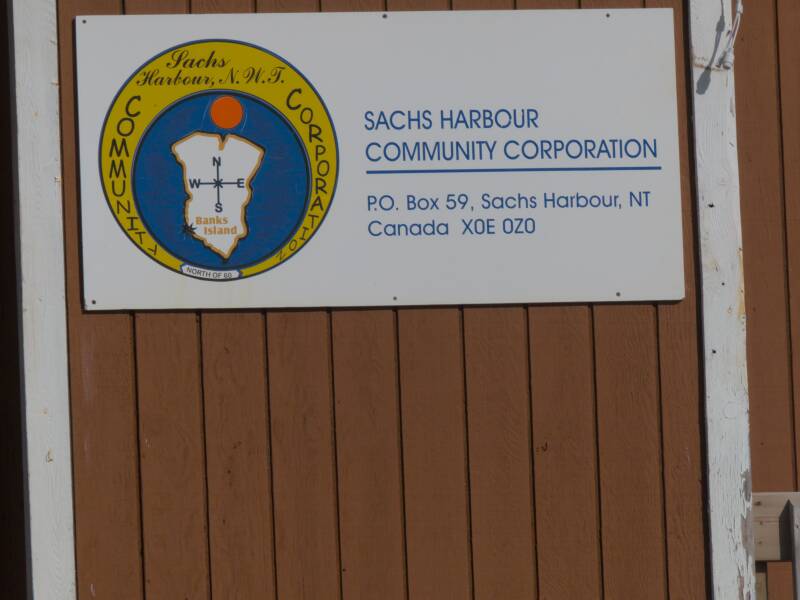 Sachs
Harbour, N.W.T.
COMMUNITY
CORPORATION
N
W E
S
Banks
Island
NORTH OF 60
SACHS HARBOUR
COMMUNITY CORPORATION
P.O. Box 59, Sachs Harbour, NT
Canada X0E 0Z0